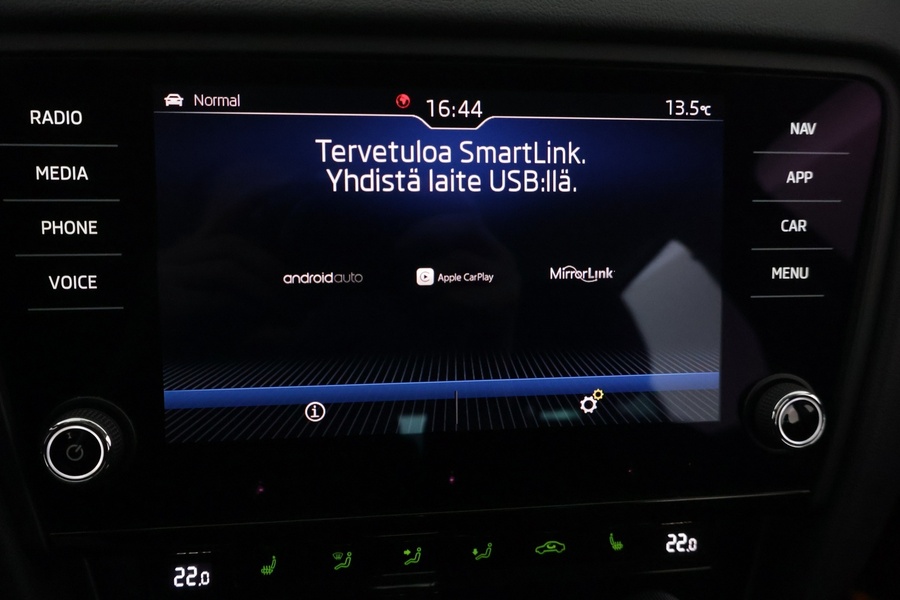 Normal
16:44
13.5°C
Tervetuloa SmartLink.
Yhdistä laite USB:llä.
androidauto
Apple CarPlay
MirrorLink
RADIO
MEDIA
PHONE
VOICE
NAV
APP
CAR
MENU
22.0
22.0